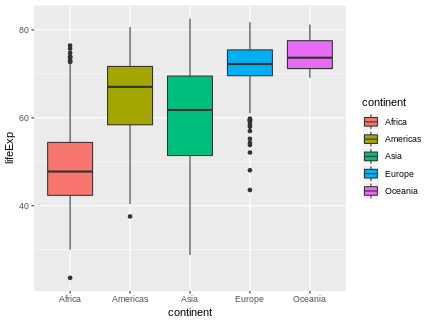 80
60
40
lifeExp
Africa
Americas
Asia
Europe
Oceania
continent
continent
Africa
Americas
Asia
Europe
Oceania